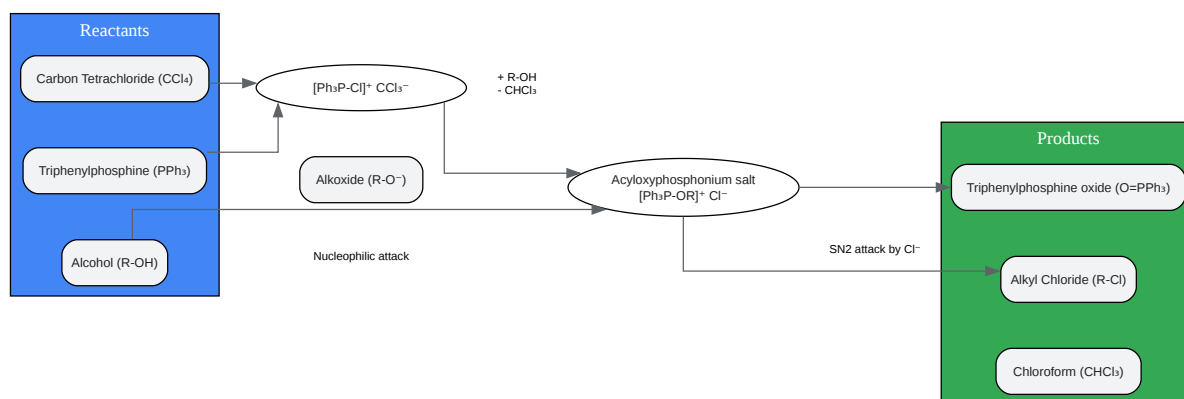 Reactants
Carbon Tetrachloride (CCl₄)
Triphenylphosphine (PPh₃)
Alcohol (R-OH)
[Ph₃P-Cl]⁺ CCl₃⁻
+ R-OH
- CHCl₃
Alkoxide (R-O⁻)
Nucleophilic attack
Acyloxyphosphonium salt
[Ph₃P-OR]⁺ Cl⁻
SN2 attack by Cl⁻
Products
Triphenylphosphine oxide (O=PPh₃)
Alkyl Chloride (R-Cl)
Chloroform (CHCl₃)